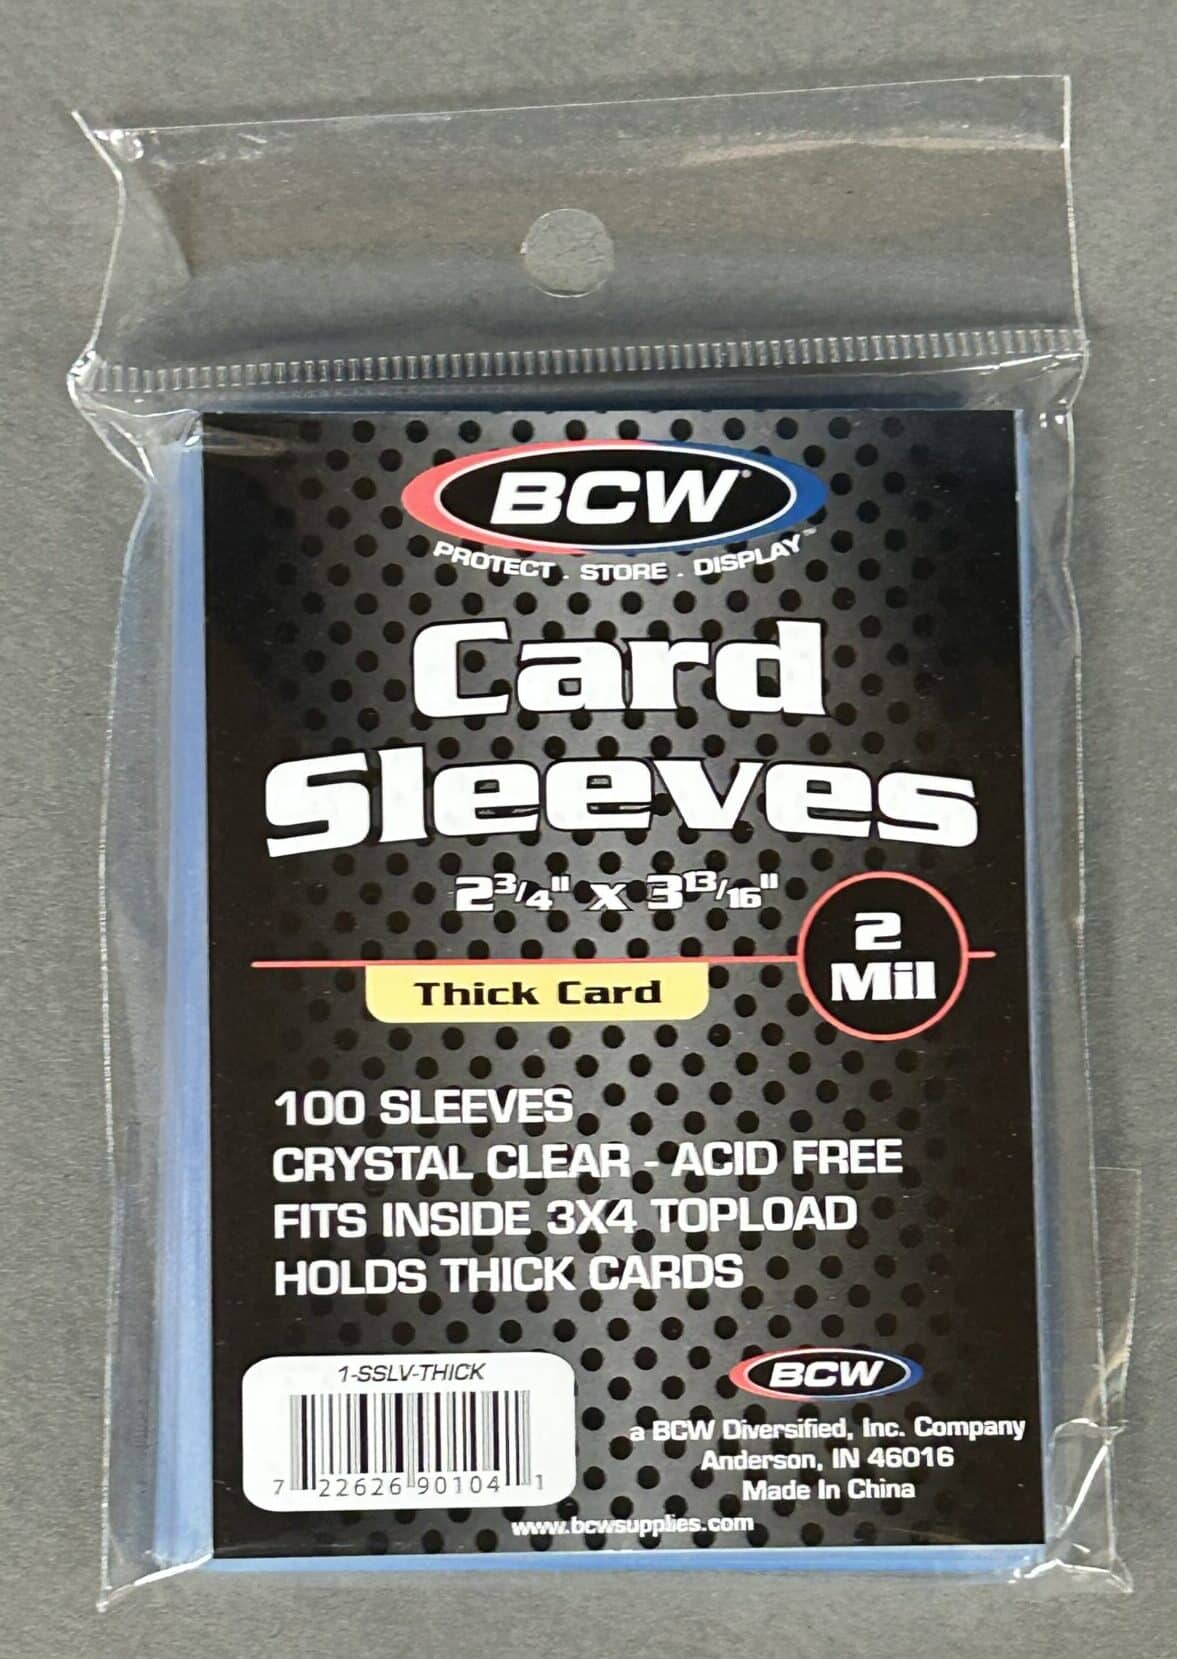 BCW®
PROTECT . STORE . DISPLAY™
Card
Sleeves
2 3/4" x 3 13/16"
2
Mil
Thick Card
100 SLEEVES
CRYSTAL CLEAR - ACID FREE
FITS INSIDE 3X4 TOPLOAD
HOLDS THICK CARDS
1-SSLV-THICK
7 22626 90104 1
BCW
a BCW Diversified, Inc. Company
Anderson, IN 46016
Made In China
www.bcwsupplies.com